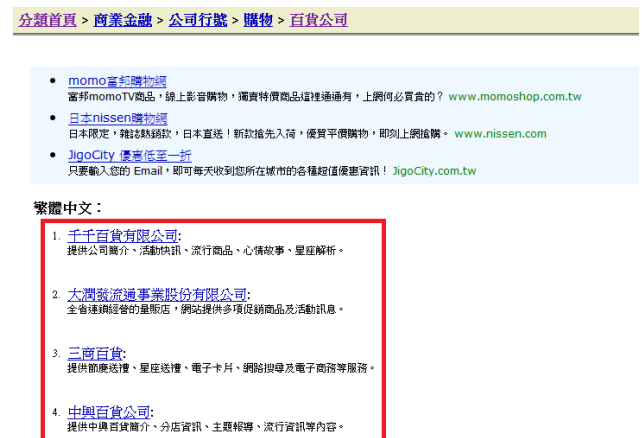 分類首頁 > 商業金融 > 公司行號 > 購物 > 百貨公司
momo富邦購物網
富邦momoTV商品，線上影音購物，獨賣特價商品這裡通通有，上網何必買貴的? www.momoshop.com.tw
日本nissen購物網
日本限定，雜誌熱銷款，日本直送！新款搶先入荷，優質平價購物，即刻上網搶購。 www.nissen.com
JigoCity 優惠低至一折
只要輸入您的 Email，即可每天收到您所在城市的各種超值優惠資訊！ JigoCity.com.tw
繁體中文：
1. 千千百貨有限公司:
提供公司簡介、活動快訊、流行商品、心情故事、星座解析。
2. 大潤發流通事業股份有限公司:
全省連鎖經營的量販店，網站提供多項促銷商品及活動訊息。
3. 三商百貨:
提供節慶送禮、星座送禮、電子卡片、網路搜尋及電子商務等服務。
4. 中興百貨公司:
提供中興百貨簡介、分店資訊、主題報導、流行資訊等內容。